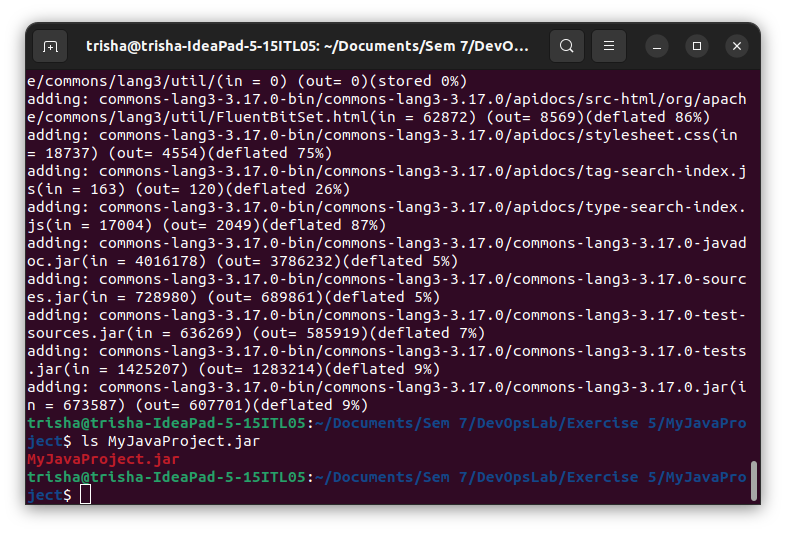 trisha@trisha-IdeaPad-5-15ITL05: ~/Documents/Sem 7/DevO...
e/commons/lang3/util/(in = 0) (out= 0)(stored 0%)
adding: commons-lang3-3.17.0-bin/commons-lang3-3.17.0/apidocs/src-html/org/apach
e/commons/lang3/util/FluentBitSet.html(in = 62872) (out= 8569)(deflated 86%)
adding: commons-lang3-3.17.0-bin/commons-lang3-3.17.0/apidocs/stylesheet.css(in
= 18737) (out= 4554)(deflated 75%)
adding: commons-lang3-3.17.0-bin/commons-lang3-3.17.0/apidocs/tag-search-index.j
s(in = 163) (out= 120)(deflated 26%)
adding: commons-lang3-3.17.0-bin/commons-lang3-3.17.0/apidocs/type-search-index.
js(in = 17004) (out= 2049)(deflated 87%)
adding: commons-lang3-3.17.0-bin/commons-lang3-3.17.0/commons-lang3-3.17.0-javad
oc.jar(in = 4016178) (out= 3786232)(deflated 5%)
adding: commons-lang3-3.17.0-bin/commons-lang3-3.17.0/commons-lang3-3.17.0-sourc
es.jar(in = 728980) (out= 689861)(deflated 5%)
adding: commons-lang3-3.17.0-bin/commons-lang3-3.17.0/commons-lang3-3.17.0-test-
sources.jar(in = 636269) (out= 585919)(deflated 7%)
adding: commons-lang3-3.17.0-bin/commons-lang3-3.17.0/commons-lang3-3.17.0-tests
.jar(in = 1425207) (out= 1283214)(deflated 9%)
adding: commons-lang3-3.17.0-bin/commons-lang3-3.17.0/commons-lang3-3.17.0.jar(i
n = 673587) (out= 607701)(deflated 9%)
trisha@trisha-IdeaPad-5-15ITL05:~/Documents/Sem 7/DevOpsLab/Exercise 5/MyJavaPro
ject$ ls MyJavaProject.jar
MyJavaProject.jar
trisha@trisha-IdeaPad-5-15ITL05:~/Documents/Sem 7/DevOpsLab/Exercise 5/MyJavaPro
ject$